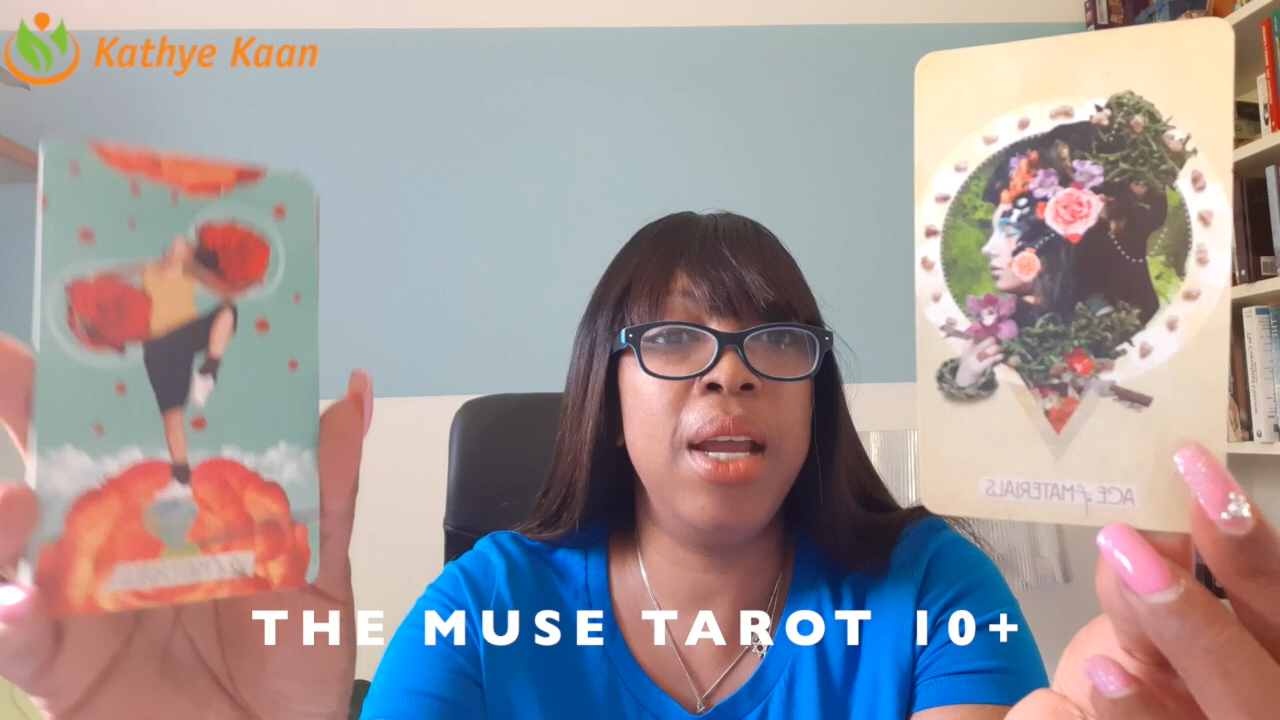 Kathye Kaan
ACE of MATERIALS
THE MUSE TAROT 10+